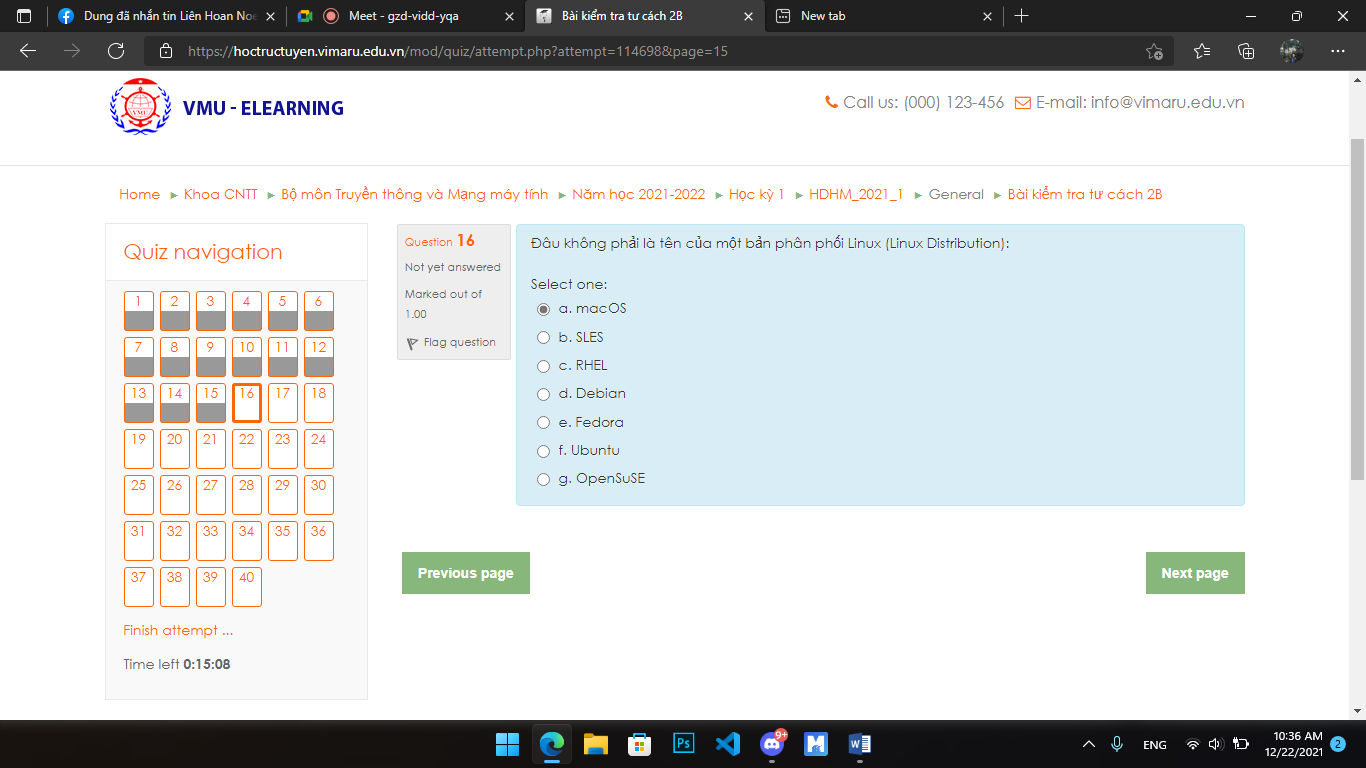 Dung đã nhắn tin Liên Hoan Noe
Meet - gzd-vidd-yqa
Bài kiểm tra tư cách 2B
New tab
https://hoctructuyen.vimaru.edu.vn/mod/quiz/attempt.php?attempt=114698&page=15
VMU - ELEARNING
Call us: (000) 123-456
E-mail: info@vimaru.edu.vn
Home ► Khoa CNTT ► Bộ môn Truyền thông và Mạng máy tính ► Năm học 2021-2022 ► Học kỳ 1 ► HDHM_2021_1 ► General ► Bài kiểm tra tư cách 2B
Quiz navigation
1 2 3 4 5 6
7 8 9 10 11 12
13 14 15 16 17 18
19 20 21 22 23 24
25 26 27 28 29 30
31 32 33 34 35 36
37 38 39 40
Finish attempt ...
Time left 0:15:08
Question 16
Not yet answered
Marked out of
1.00
Flag question
Đâu không phải là tên của một bản phân phối Linux (Linux Distribution):
Select one:
a. macOS
b. SLES
c. RHEL
d. Debian
e. Fedora
f. Ubuntu
g. OpenSuSE
Previous page
Next page
Ps
9+
ENG
10:36 AM
12/22/2021
2